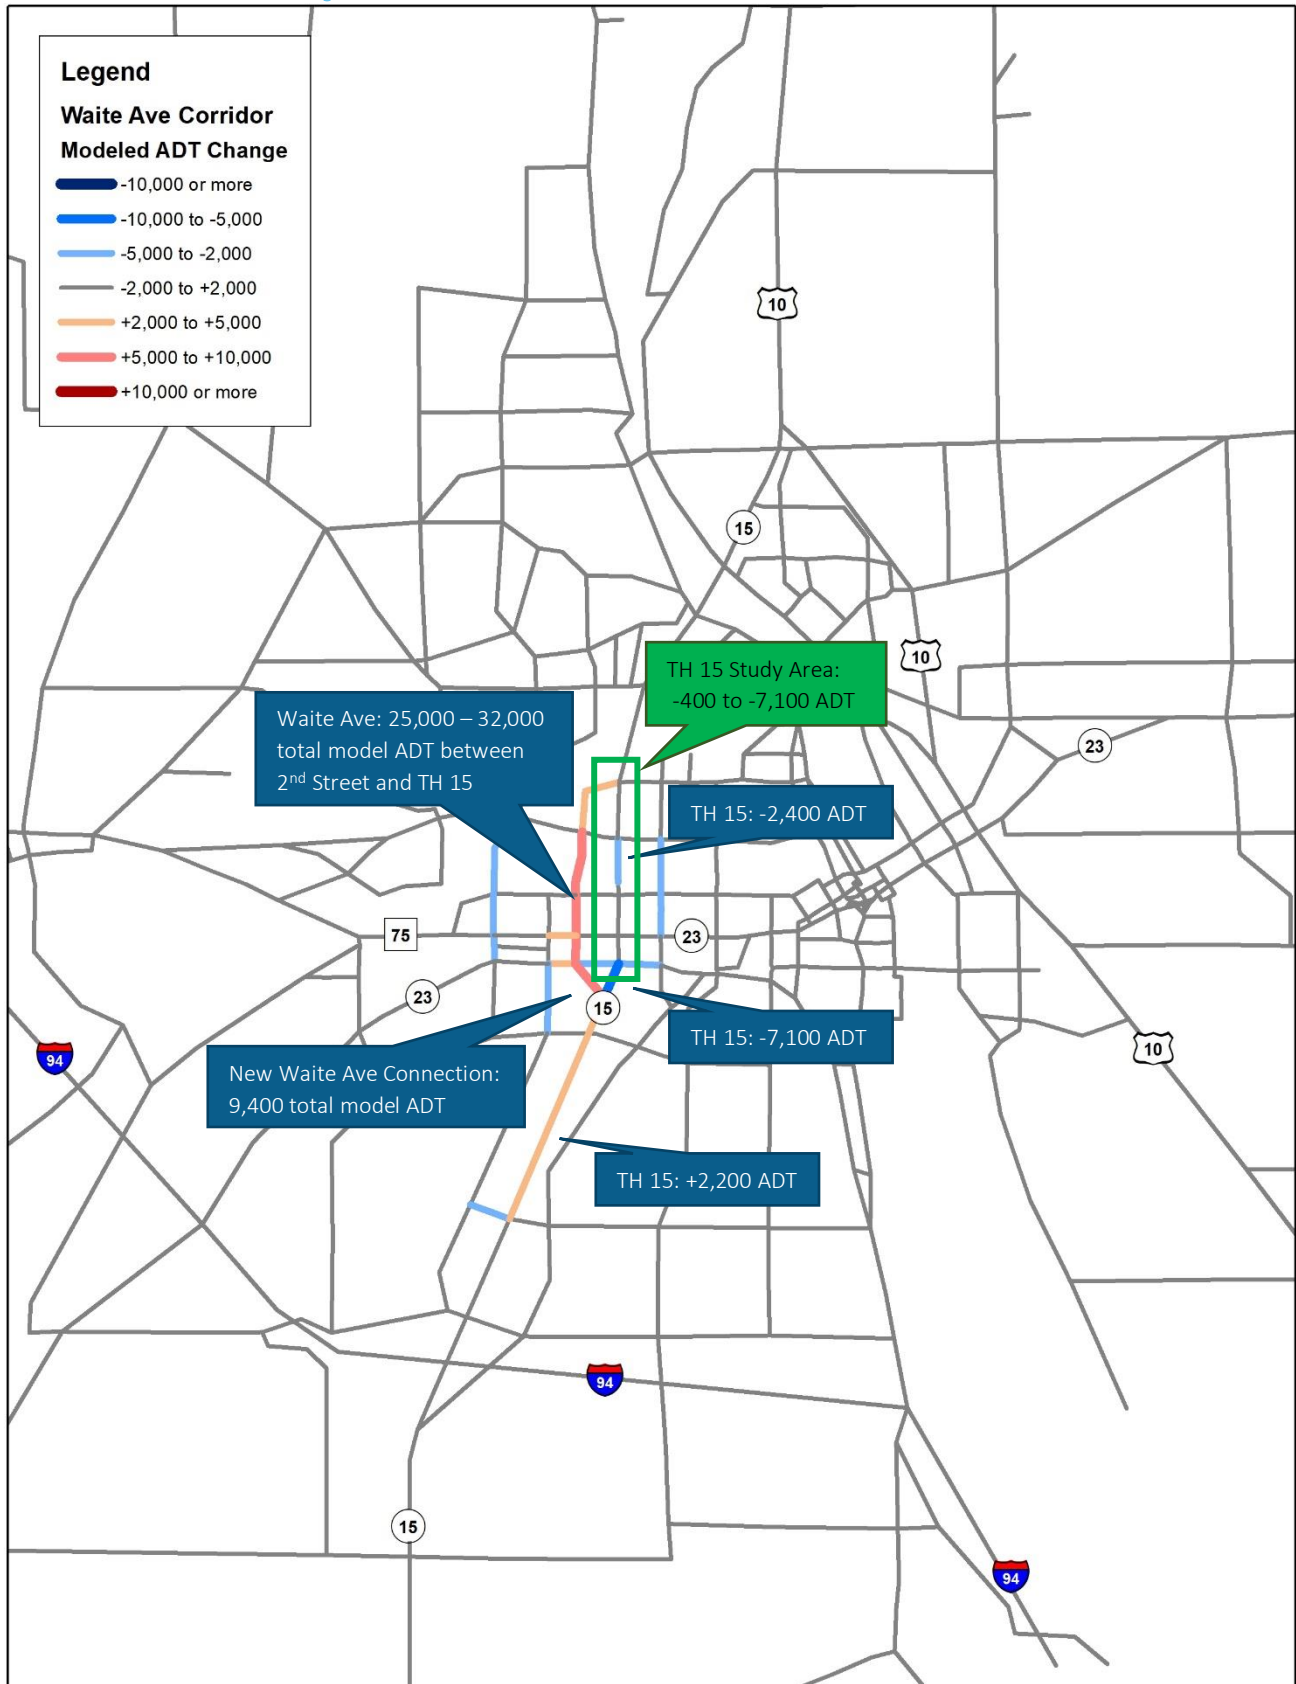 Legend
Waite Ave Corridor
Modeled ADT Change
-10,000 or more
-10,000 to -5,000
-5,000 to -2,000
-2,000 to +2,000
+2,000 to +5,000
+5,000 to +10,000
+10,000 or more
10
15
10
TH 15 Study Area:
-400 to -7,100 ADT
Waite Ave: 25,000 – 32,000
total model ADT between
2nd Street and TH 15
23
TH 15: -2,400 ADT
75
23
23
15
TH 15: -7,100 ADT
94
10
New Waite Ave Connection:
9,400 total model ADT
TH 15: +2,200 ADT
94
15
94